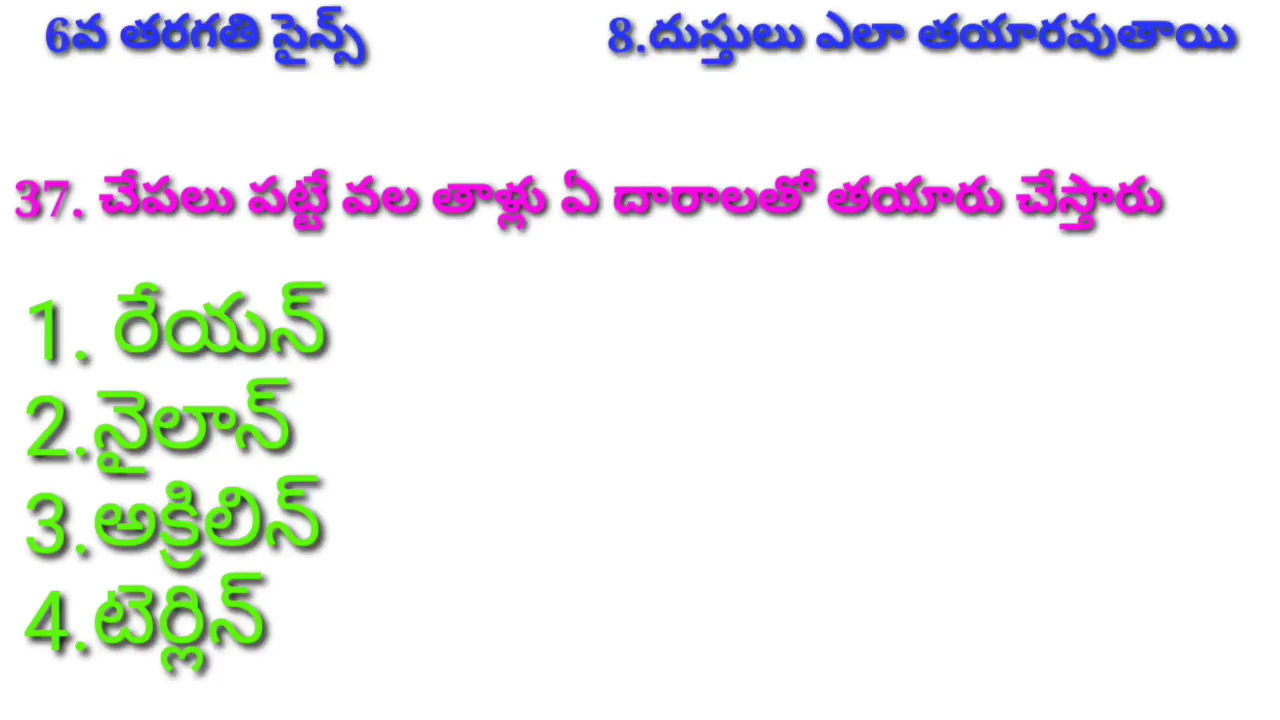 6వ తరగతి సైన్స్ 8.దుస్తులు ఎలా తయారవుతాయి
37. చేపలు పట్టే వల తాళ్లు ఏ దారాలతో తయారు చేస్తారు
1. రేయన్
2.నైలాన్
3.అక్రిలిన్
4.టెర్లిన్